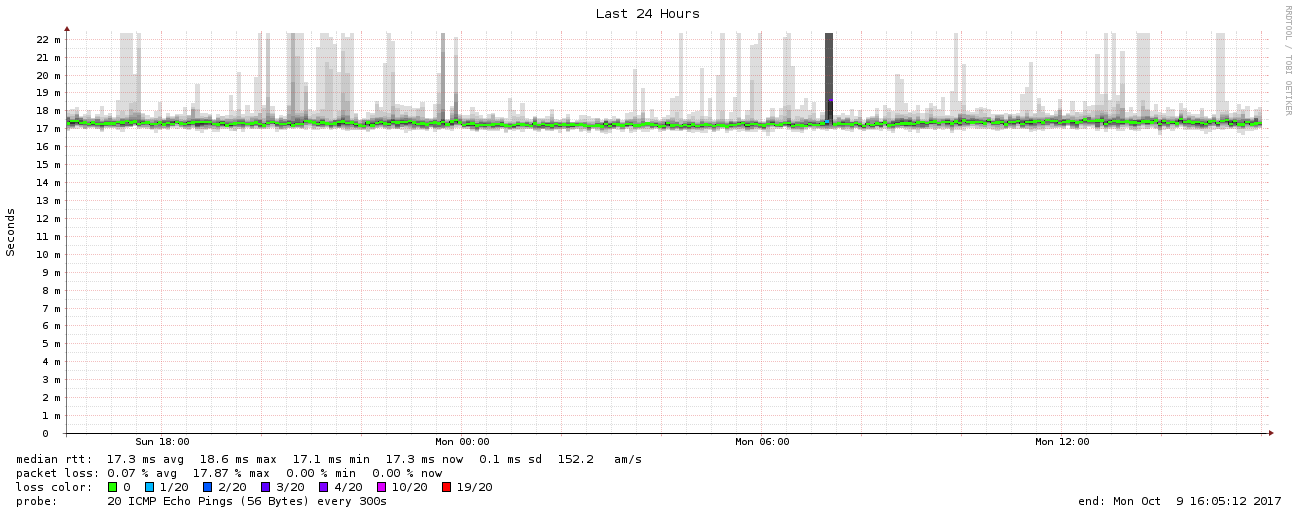 Last 24 Hours
RRDTOOL / TOBI OETIKER
Seconds
22 m
21 m
20 m
19 m
18 m
17 m
16 m
15 m
14 m
13 m
12 m
11 m
10 m
9 m
8 m
7 m
6 m
5 m
4 m
3 m
2 m
1 m
0
Sun 18:00 Mon 00:00 Mon 06:00 Mon 12:00
median rtt: 17.3 ms avg 18.6 ms max 17.1 ms min 17.3 ms now 0.1 ms sd 152.2 am/s
packet loss: 0.07 % avg 17.87 % max 0.00 % min 0.00 % now
loss color: 0 1/20 2/20 3/20 4/20 10/20 19/20
probe: 20 ICMP Echo Pings (56 Bytes) every 300s end: Mon Oct 9 16:05:12 2017